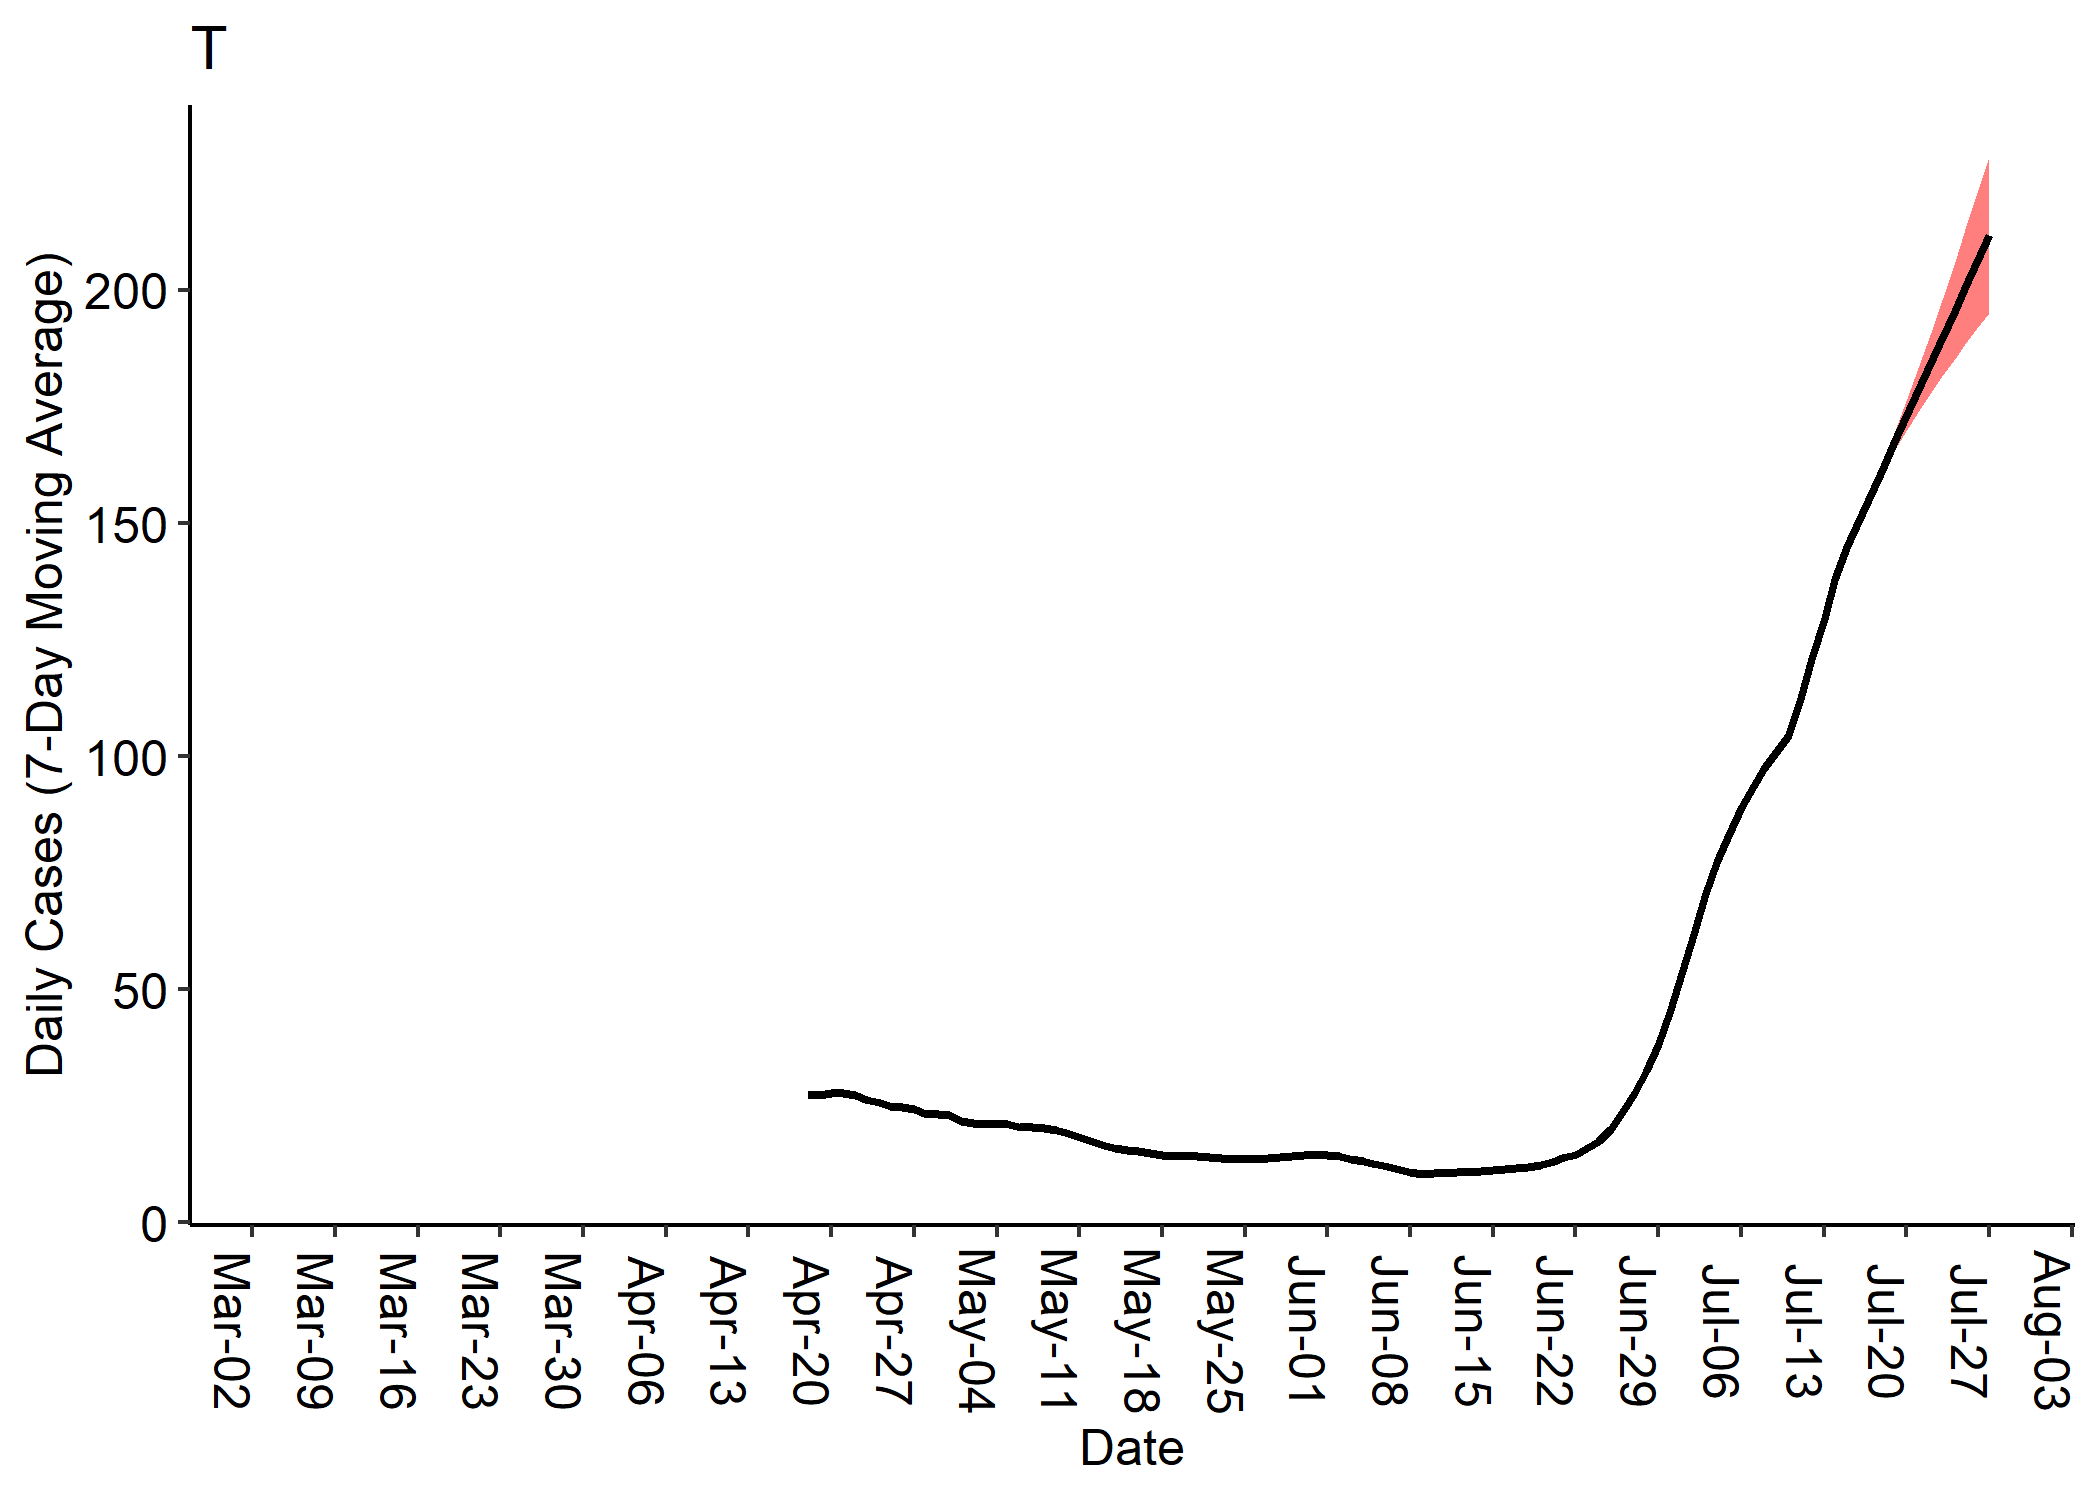 T
Daily Cases (7-Day Moving Average)
200
150
100
50
0
Mar-02
Mar-09
Mar-16
Mar-23
Mar-30
Apr-06
Apr-13
Apr-20
Apr-27
May-04
May-11
May-18
May-25
Jun-01
Jun-08
Jun-15
Jun-22
Jun-29
Jul-06
Jul-13
Jul-20
Jul-27
Aug-03
Date